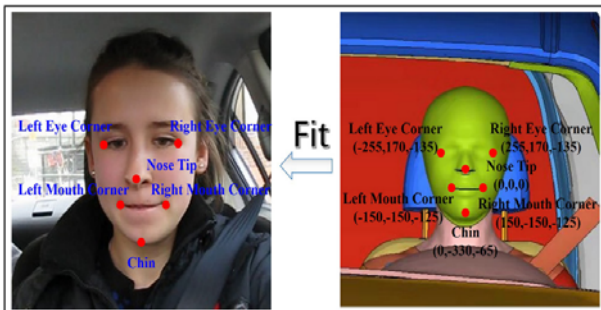 Left Eye Corner
Right Eye Corner
Nose Tip
Left Mouth Corner
Right Mouth Corner
Chin
Fit
Left Eye Corner
(-255,170,-135)
Right Eye Corner
(255,170,-135)
Nose Tip
(0,0,0)
Left Mouth Corner
(-150,-150,-125)
Right Mouth Corner
(150,-150,-125)
Chin
(0,-330,-65)